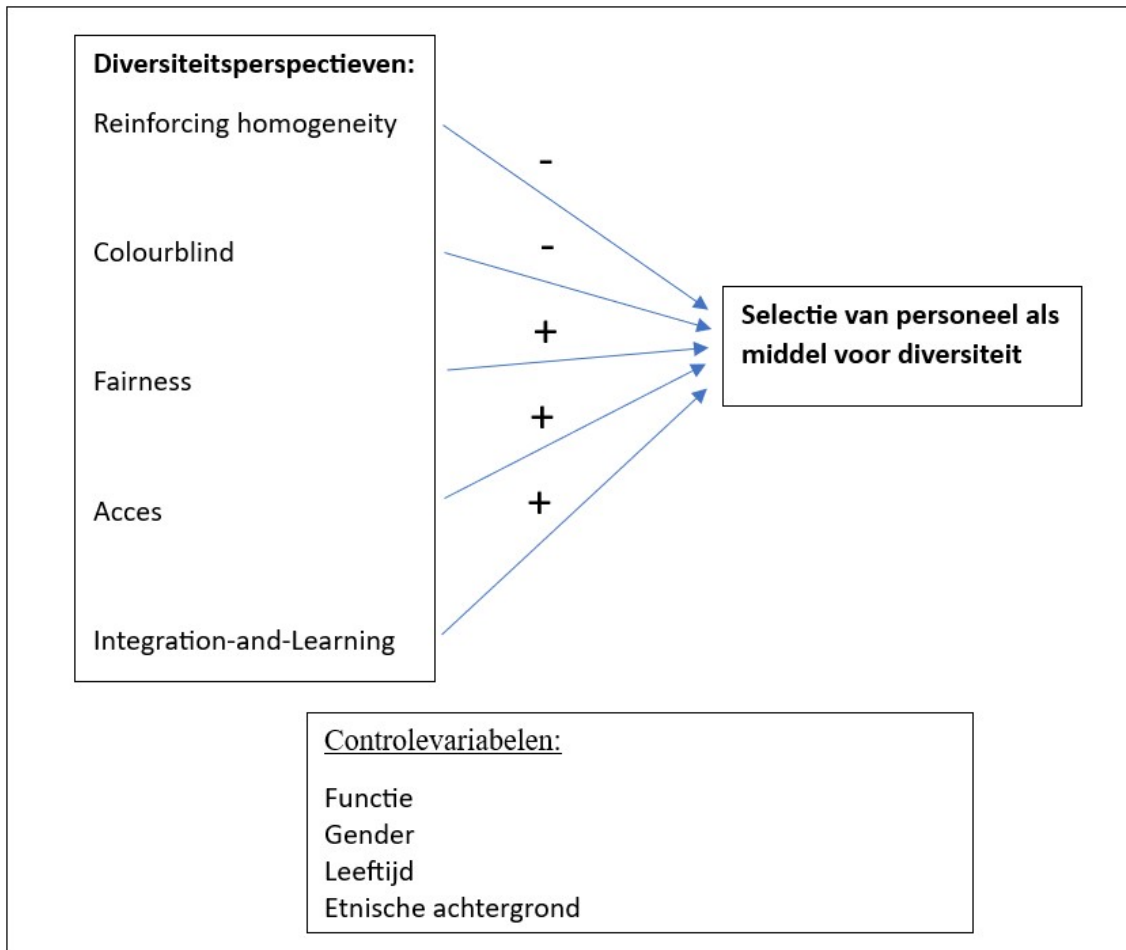 Diversiteitsperspectieven:
Reinforcing homogeneity
-
Colourblind
-
Fairness
+
Acces
+
Integration-and-Learning
+
Selectie van personeel als
middel voor diversiteit
Controlevariabelen:
Functie
Gender
Leeftijd
Etnische achtergrond